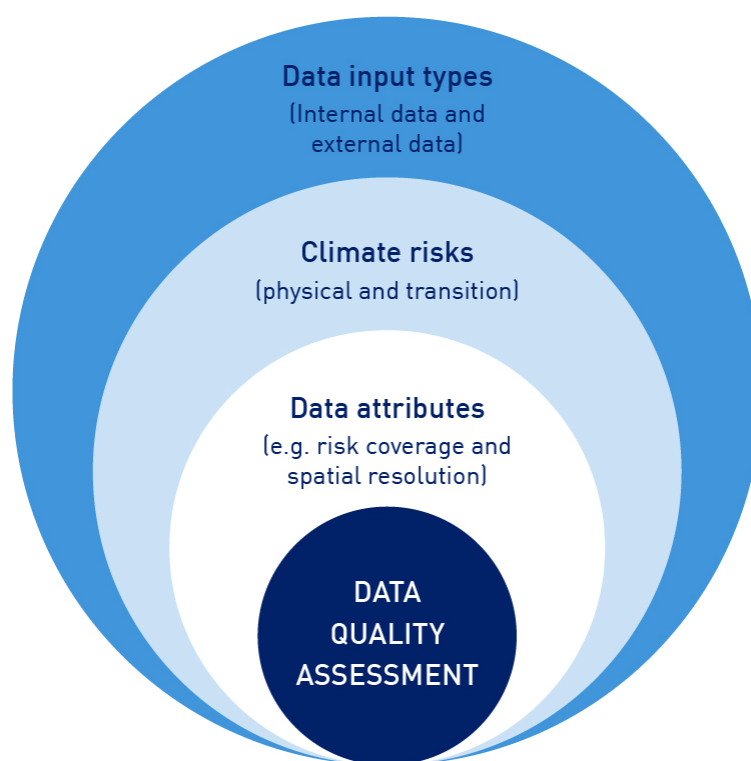 Data input types
(Internal data and
external data)
Climate risks
(physical and transition)
Data attributes
(e.g. risk coverage and
spatial resolution)
DATA
QUALITY
ASSESSMENT